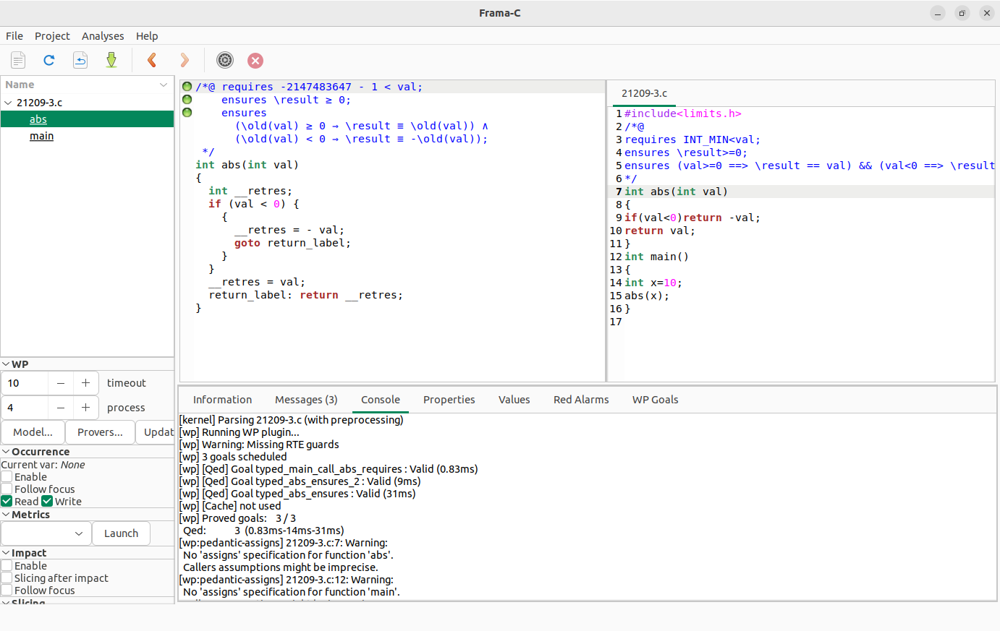 Frama-C
File Project Analyses Help
Name
21209-3.c
abs
main
/*@ requires -2147483647 - 1 < val;
ensures \result ≥ 0;
ensures
(\old(val) ≥ 0 ⇒ \result ≡ \old(val)) ∧
(\old(val) < 0 ⇒ \result ≡ -\old(val));
*/
int abs(int val)
{
int __retres;
if (val < 0) {
{
__retres = - val;
goto return_label;
}
}
__retres = val;
return_label: return __retres;
}
21209-3.c
1 #include<limits.h>
2 /*@
3 requires INT_MIN<val;
4 ensures \result>=0;
5 ensures (val>=0 ==> \result == val) && (val<0 ==> \result
6 */
7 int abs(int val)
8 {
9 if(val<0)return -val;
10 return val;
11 }
12 int main()
13 {
14 int x=10;
15 abs(x);
16 }
17
WP
10 − + timeout
4 − + process
Model... Provers... Updat
Occurrence
Current var: None
Enable
Follow focus
Read Write
Metrics
Launch
Impact
Enable
Slicing after impact
Follow focus
Slicing
Information Messages (3) Console Properties Values Red Alarms WP Goals
[kernel] Parsing 21209-3.c (with preprocessing)
[wp] Running WP plugin...
[wp] Warning: Missing RTE guards
[wp] 3 goals scheduled
[wp] [Qed] Goal typed_main_call_abs_requires : Valid (0.83ms)
[wp] [Qed] Goal typed_abs_ensures_2 : Valid (9ms)
[wp] [Qed] Goal typed_abs_ensures : Valid (31ms)
[wp] [Cache] not used
[wp] Proved goals: 3 / 3
Qed: 3 (0.83ms-14ms-31ms)
[wp:pedantic-assigns] 21209-3.c:7: Warning:
No 'assigns' specification for function 'abs'.
Callers assumptions might be imprecise.
[wp:pedantic-assigns] 21209-3.c:12: Warning:
No 'assigns' specification for function 'main'.